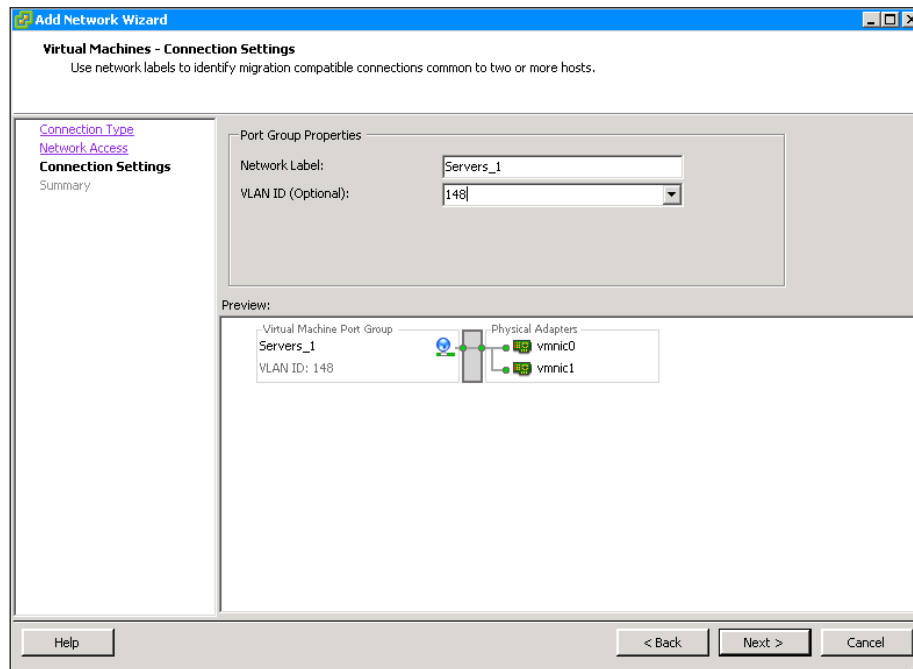 Add Network Wizard
Virtual Machines - Connection Settings
Use network labels to identify migration compatible connections common to two or more hosts.
Connection Type
Network Access
Connection Settings
Summary
Port Group Properties
Network Label:
Servers_1
VLAN ID (Optional):
148
Preview:
Virtual Machine Port Group
Servers_1
VLAN ID: 148
Physical Adapters
vmnic0
vmnic1
Help
< Back
Next >
Cancel